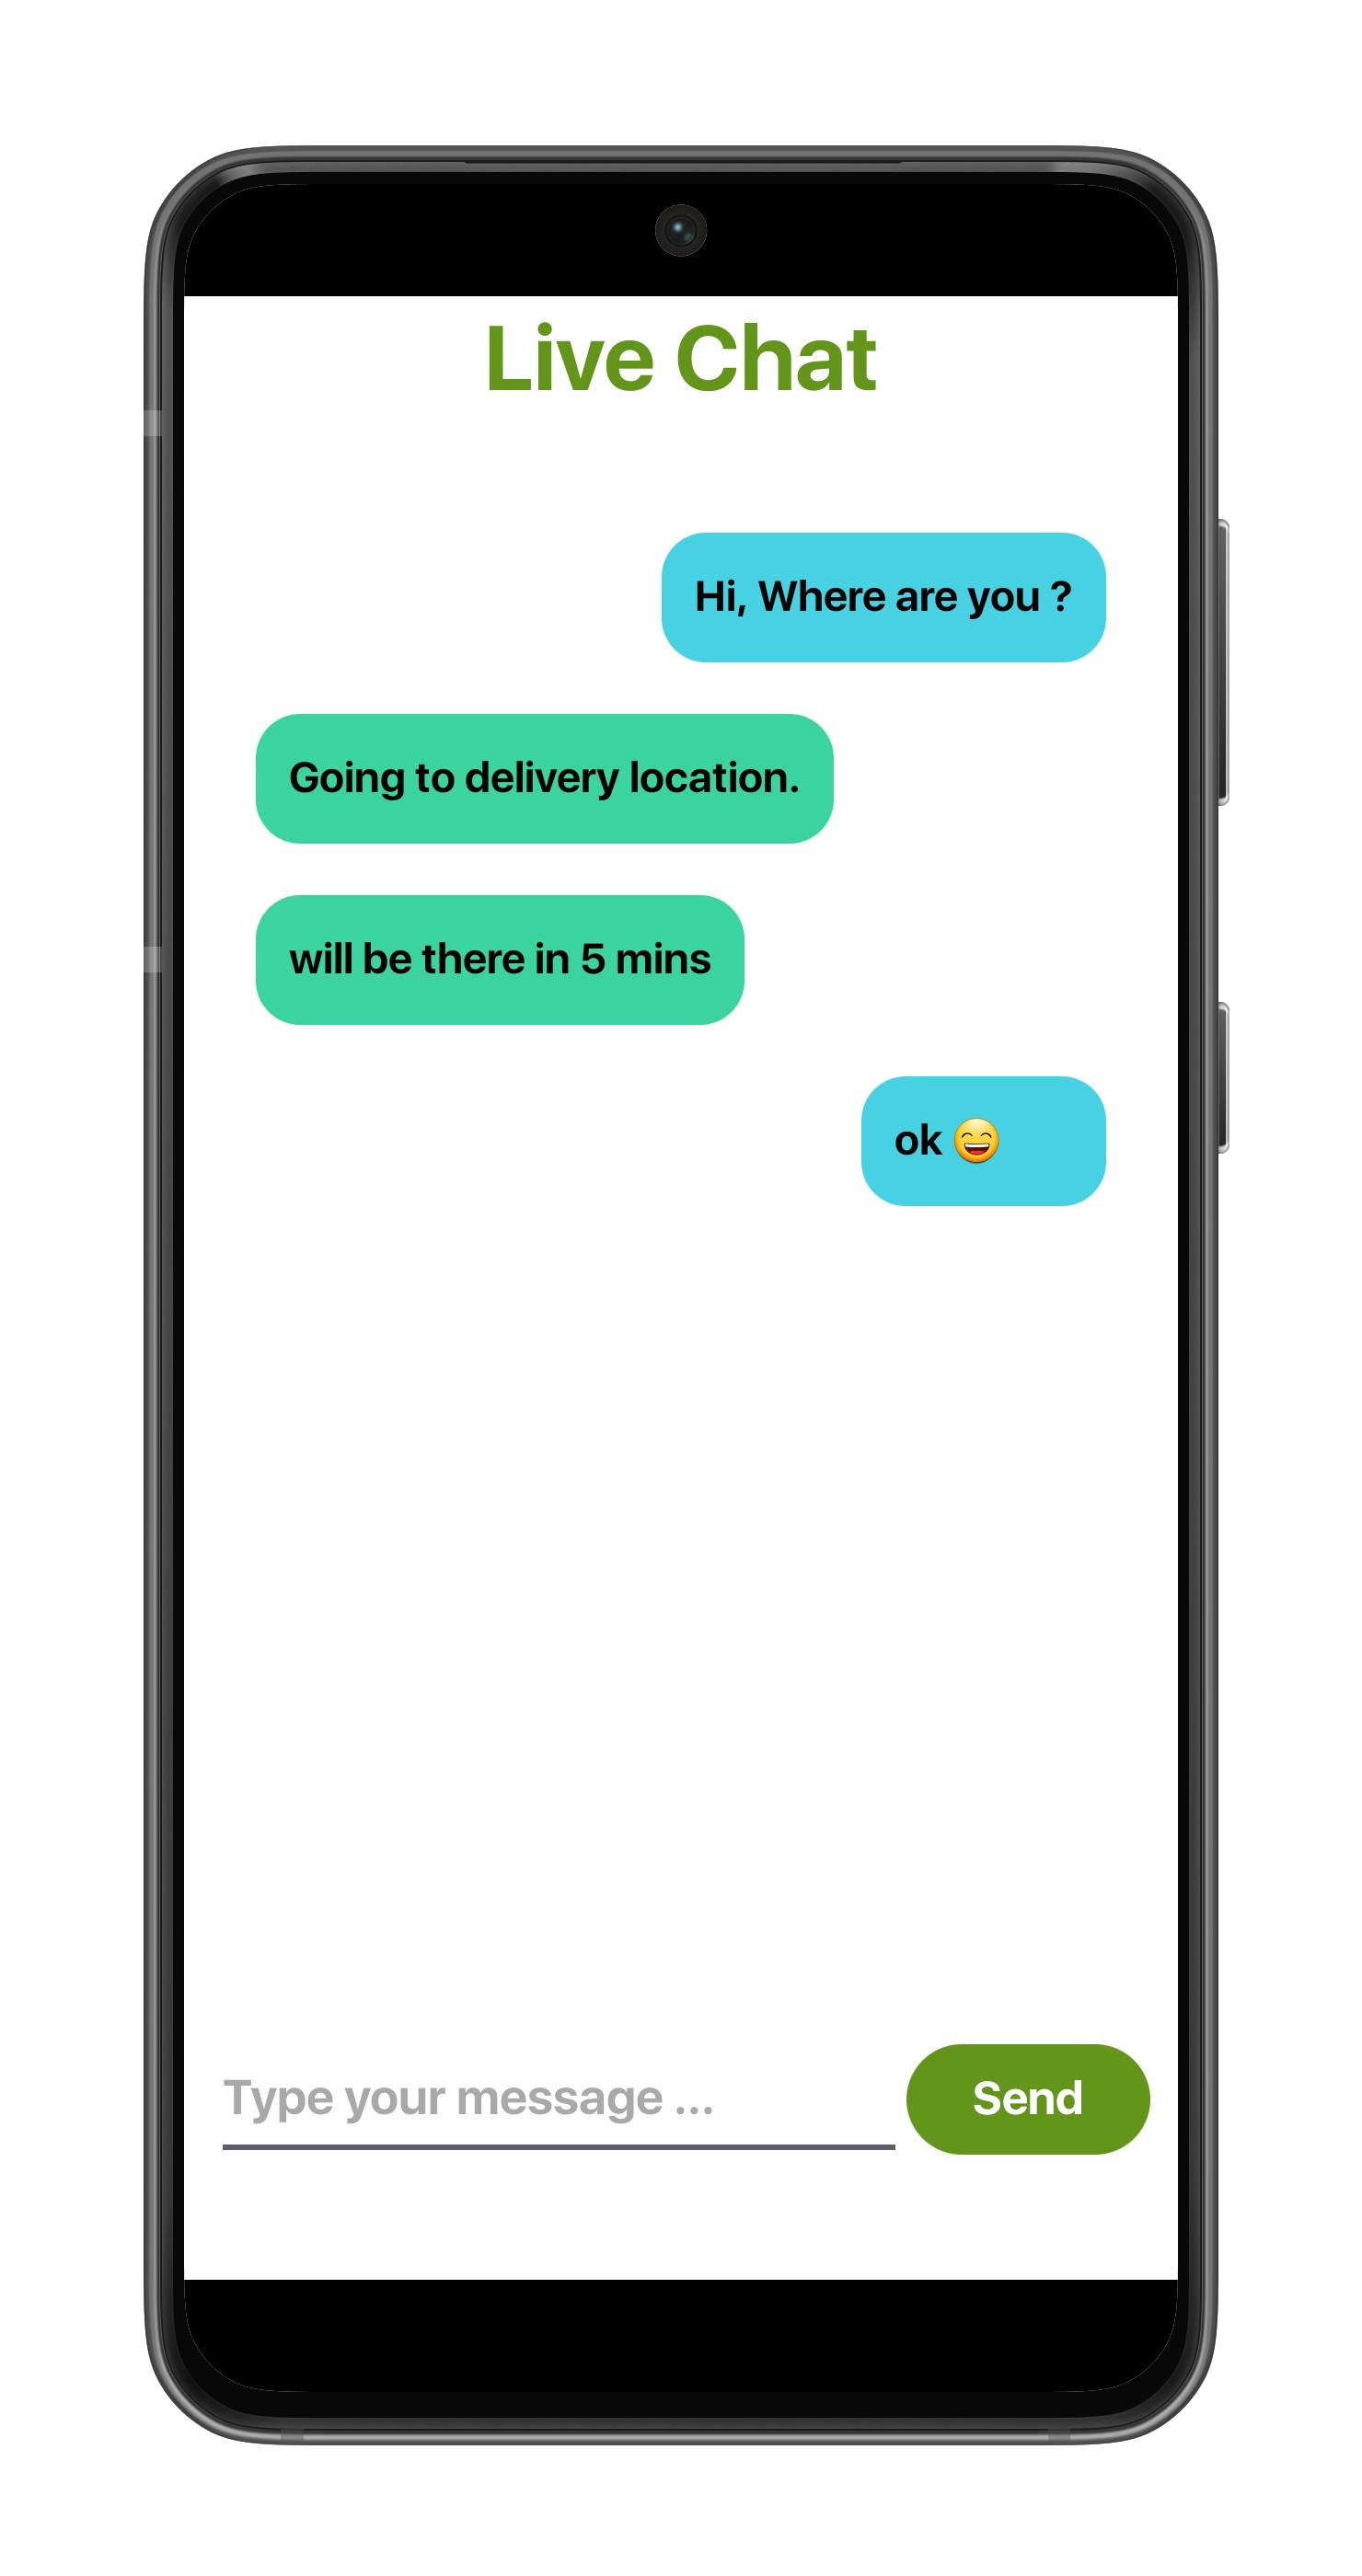 Live Chat
Hi, Where are you ?
Going to delivery location.
will be there in 5 mins
ok 😄
Type your message ...
Send